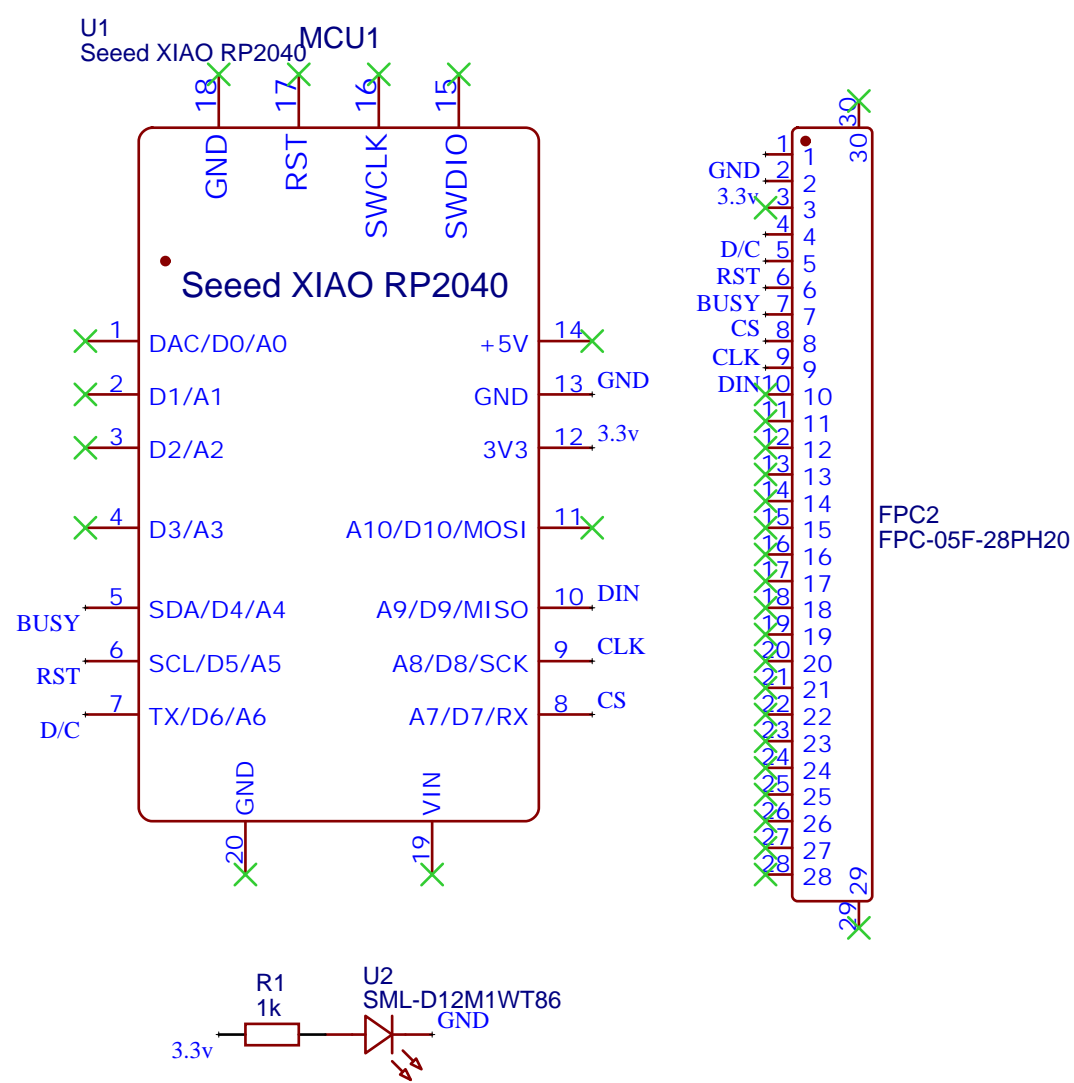 U1
Seeed XIAO RP2040
MCU1
18
17
16
15
GND
RST
SWCLK
SWDIO
Seeed XIAO RP2040
1 DAC/D0/A0
2 D1/A1
3 D2/A2
4 D3/A3
5 SDA/D4/A4
BUSY
6 SCL/D5/A5
RST
7 TX/D6/A6
D/C
+5V 14
GND 13 GND
3V3 12 3.3v
A10/D10/MOSI 11
A9/D9/MISO 10 DIN
A8/D8/SCK 9 CLK
A7/D7/RX 8 CS
GND
VIN
20
19
30
30
1 1
GND 2 2
3.3v 3 3
4 4
D/C 5 5
RST 6 6
BUSY 7 7
CS 8 8
CLK 9 9
DIN 10 10
11 11
12 12
13 13
14 14
15 15
16 16
17 17
18 18
19 19
20 20
21 21
22 22
23 23
24 24
25 25
26 26
27 27
28 28
29
29
FPC2
FPC-05F-28PH20
R1
1k
3.3v
U2
SML-D12M1WT86
GND